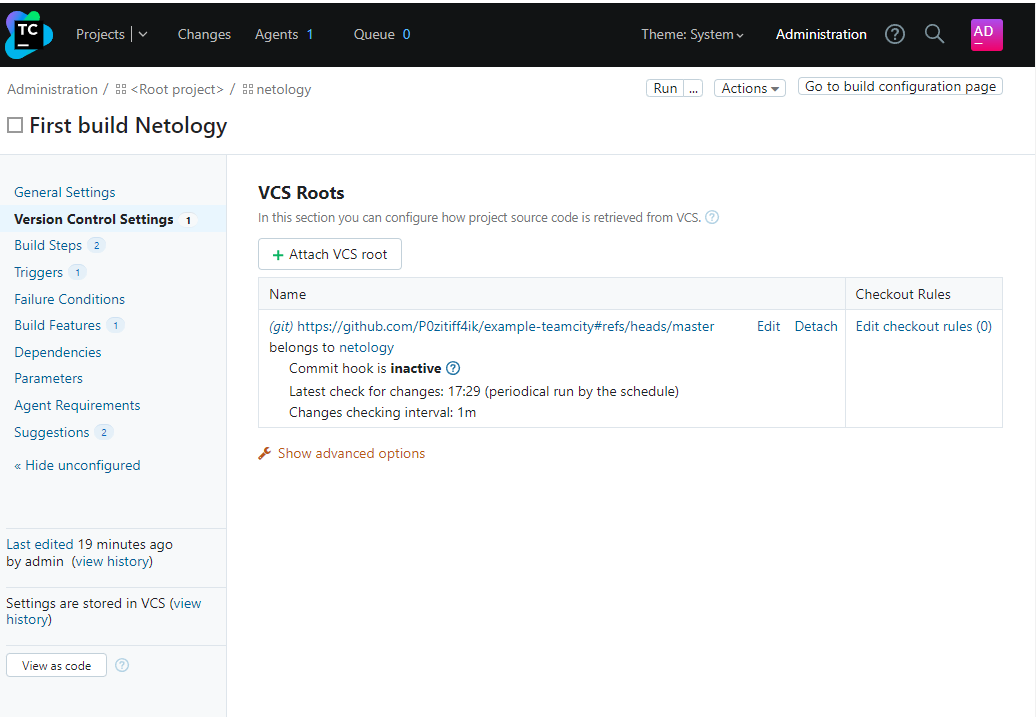 TC
Projects
Changes
Agents 1
Queue 0
Theme: System
Administration
?
AD
Administration / <Root project> / netology
Run ...
Actions
Go to build configuration page
First build Netology
General Settings
Version Control Settings 1
Build Steps 2
Triggers 1
Failure Conditions
Build Features 1
Dependencies
Parameters
Agent Requirements
Suggestions 2
« Hide unconfigured
Last edited 19 minutes ago
by admin (view history)
Settings are stored in VCS (view
history)
View as code ?
VCS Roots
In this section you can configure how project source code is retrieved from VCS. ?
+ Attach VCS root
Name Checkout Rules
(git) https://github.com/P0zitiff4ik/example-teamcity#refs/heads/master Edit Detach Edit checkout rules (0)
belongs to netology
Commit hook is inactive ?
Latest check for changes: 17:29 (periodical run by the schedule)
Changes checking interval: 1m
Show advanced options